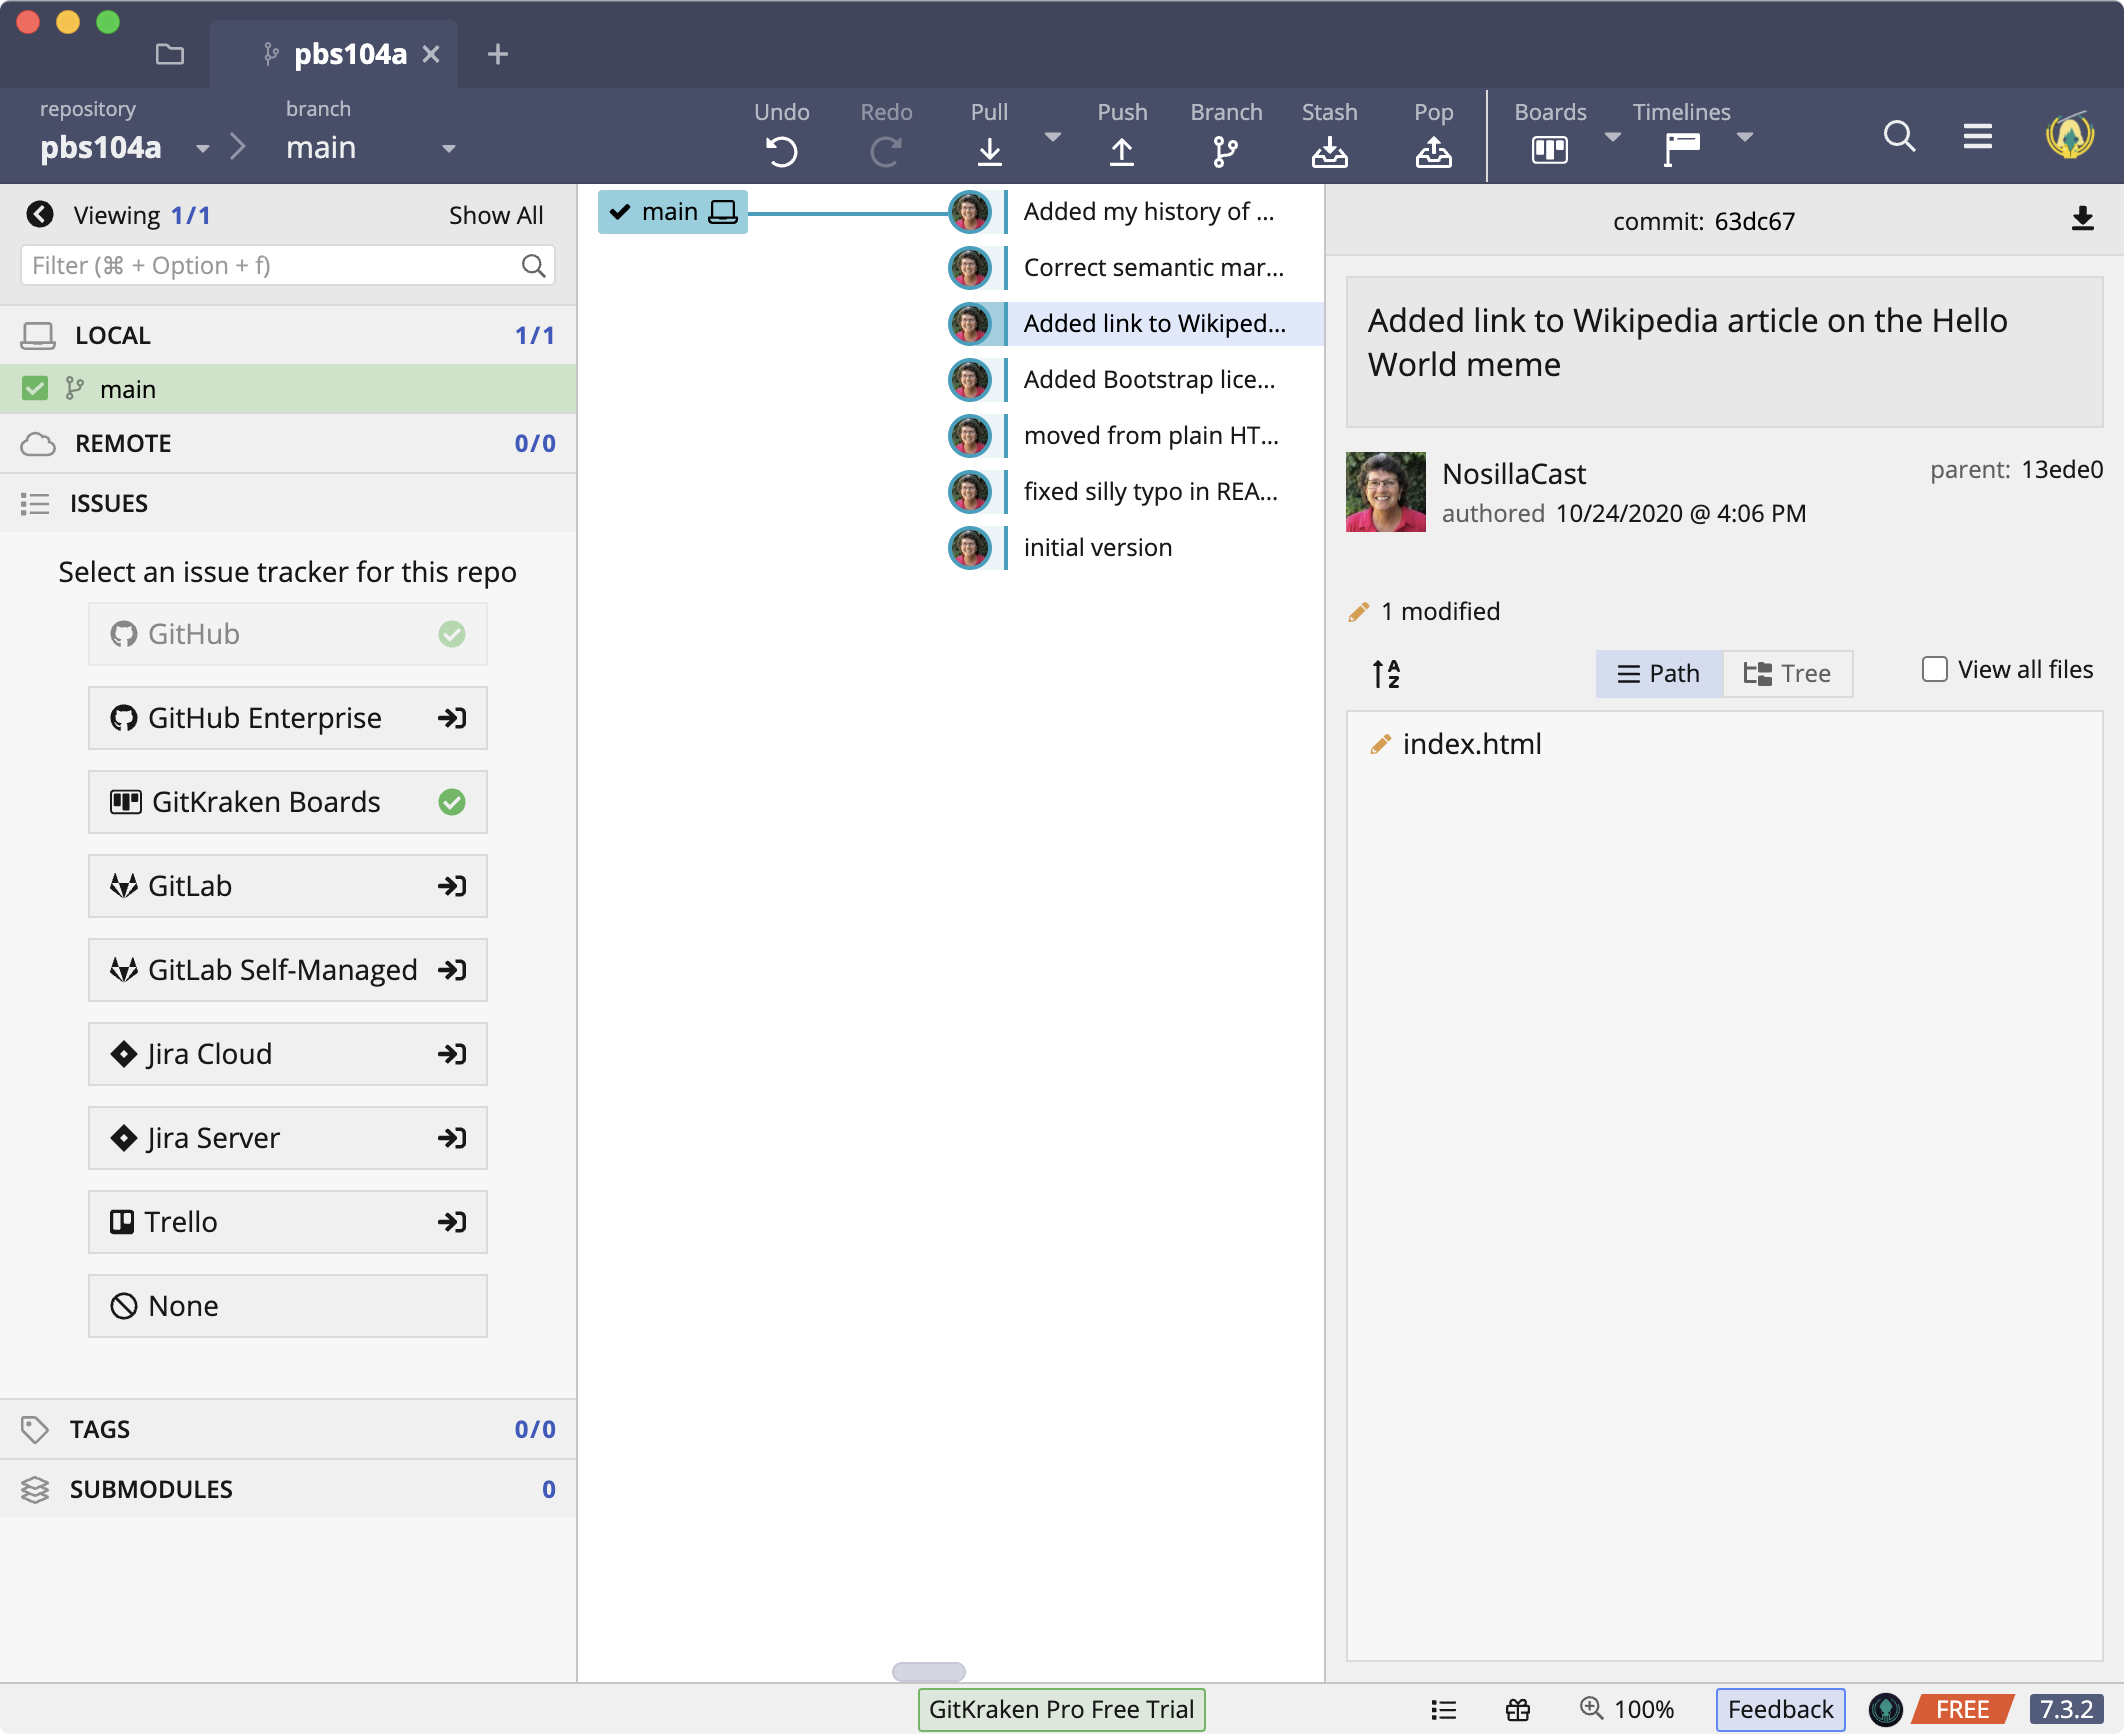 pbs104a
repository
pbs104a
branch
main
Undo
Redo
Pull
Push
Branch
Stash
Pop
Boards
Timelines
Viewing 1/1
Show All
Filter (⌘ + Option + f)
LOCAL 1/1
main
REMOTE 0/0
ISSUES
Select an issue tracker for this repo
GitHub
GitHub Enterprise
GitKraken Boards
GitLab
GitLab Self-Managed
Jira Cloud
Jira Server
Trello
None
TAGS 0/0
SUBMODULES 0
main
Added my history of ...
Correct semantic mar...
Added link to Wikiped...
Added Bootstrap lice...
moved from plain HT...
fixed silly typo in REA...
initial version
commit: 63dc67
Added link to Wikipedia article on the Hello
World meme
NosillaCast
parent: 13ede0
authored 10/24/2020 @ 4:06 PM
1 modified
A
Z
Path
Tree
View all files
index.html
GitKraken Pro Free Trial
100%
Feedback
FREE
7.3.2